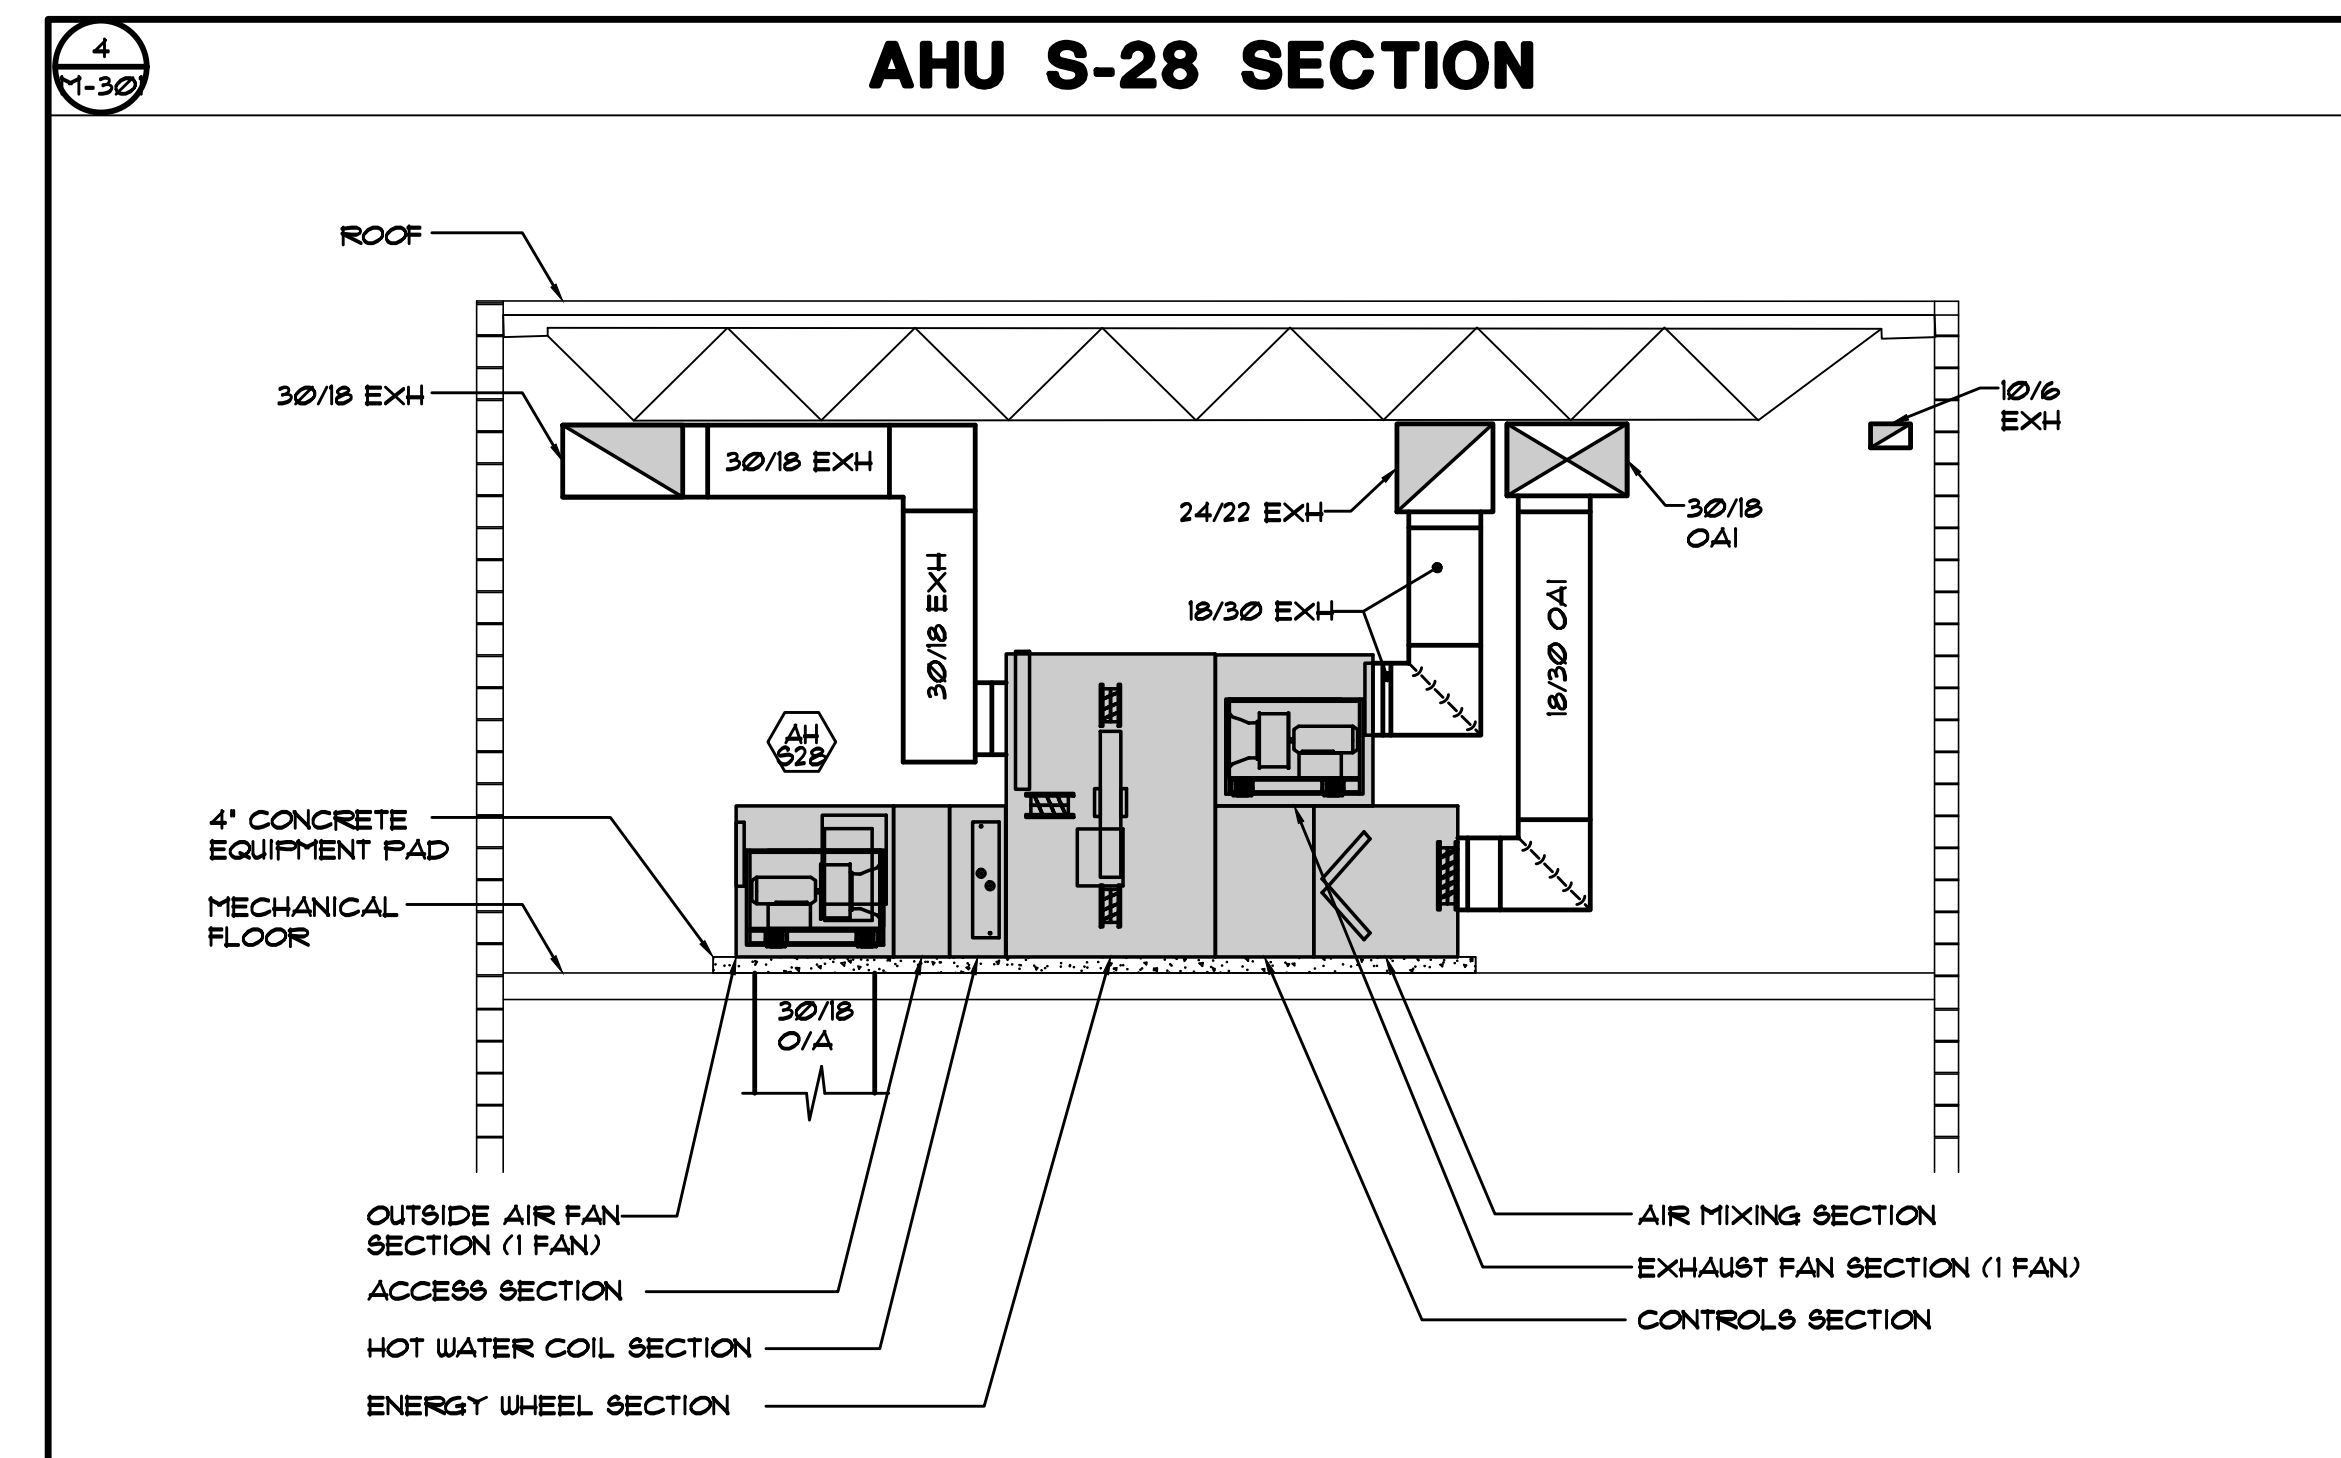 4
M-301
AHU S-28 SECTION
ROOF
30/18 EXH
10/6
EXH
30/18 EXH
24/22 EXH
30/18
OAI
30/18 EXH
18/30 EXH
18/30 OAI
AH
S28
4" CONCRETE
EQUIPMENT PAD
MECHANICAL
FLOOR
30/18
O/A
OUTSIDE AIR FAN
SECTION (1 FAN)
ACCESS SECTION
HOT WATER COIL SECTION
ENERGY WHEEL SECTION
AIR MIXING SECTION
EXHAUST FAN SECTION (1 FAN)
CONTROLS SECTION